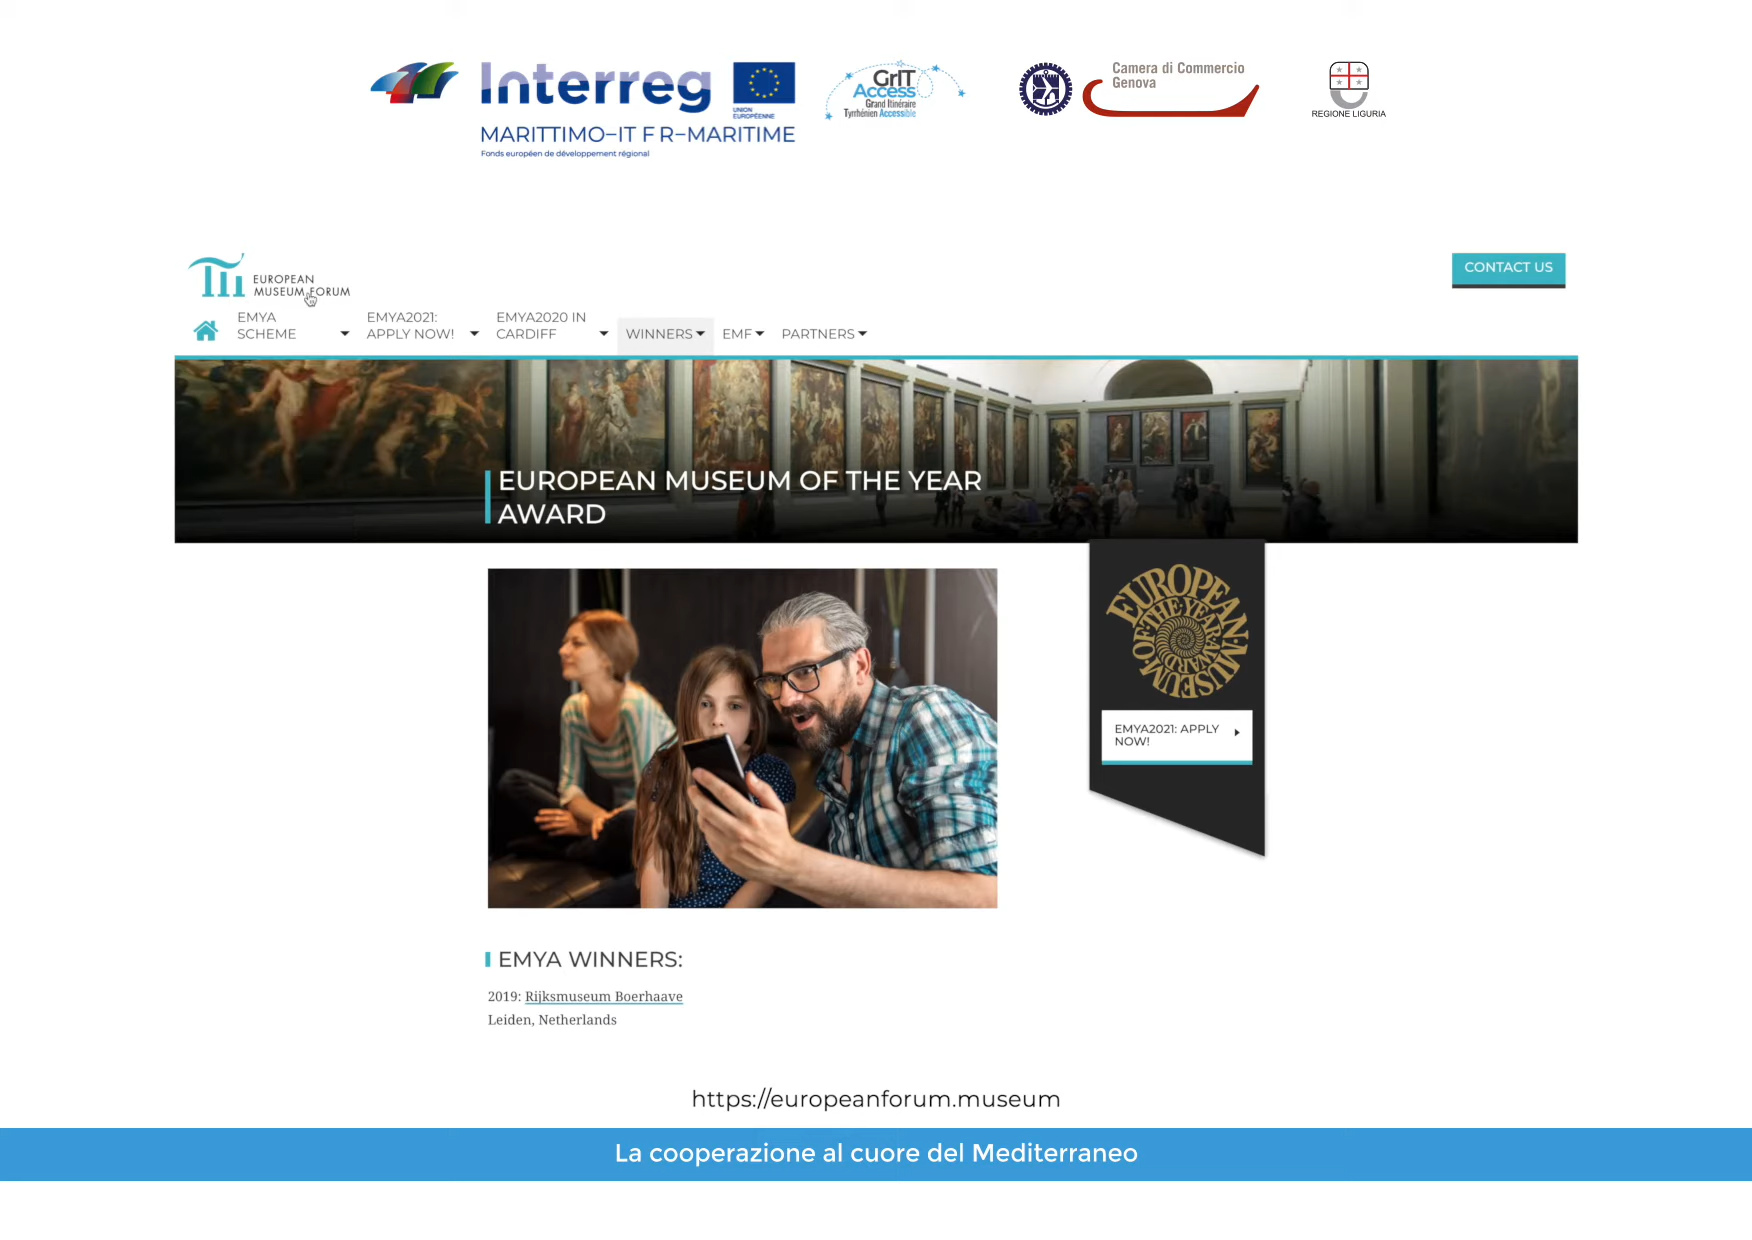 Interreg
UNION
EUROPÉENNE
MARITTIMO-IT FR-MARITIME
Fonds européen de développement régional
GrIT
Access
Grand Itinéraire
Tyrrhénien Accessible
Camera di Commercio
Genova
REGIONE LIGURIA
EUROPEAN
MUSEUM FORUM
CONTACT US
EMYA
SCHEME
EMYA2021:
APPLY NOW!
EMYA2020 IN
CARDIFF
WINNERS
EMF
PARTNERS
EUROPEAN MUSEUM OF THE YEAR
AWARD
EUROPEAN·MUSEUM·OF·THE·YEAR·AWARD
EMYA2021: APPLY
NOW!
EMYA WINNERS:
2019: Rijksmuseum Boerhaave
Leiden, Netherlands
https://europeanforum.museum
La cooperazione al cuore del Mediterraneo